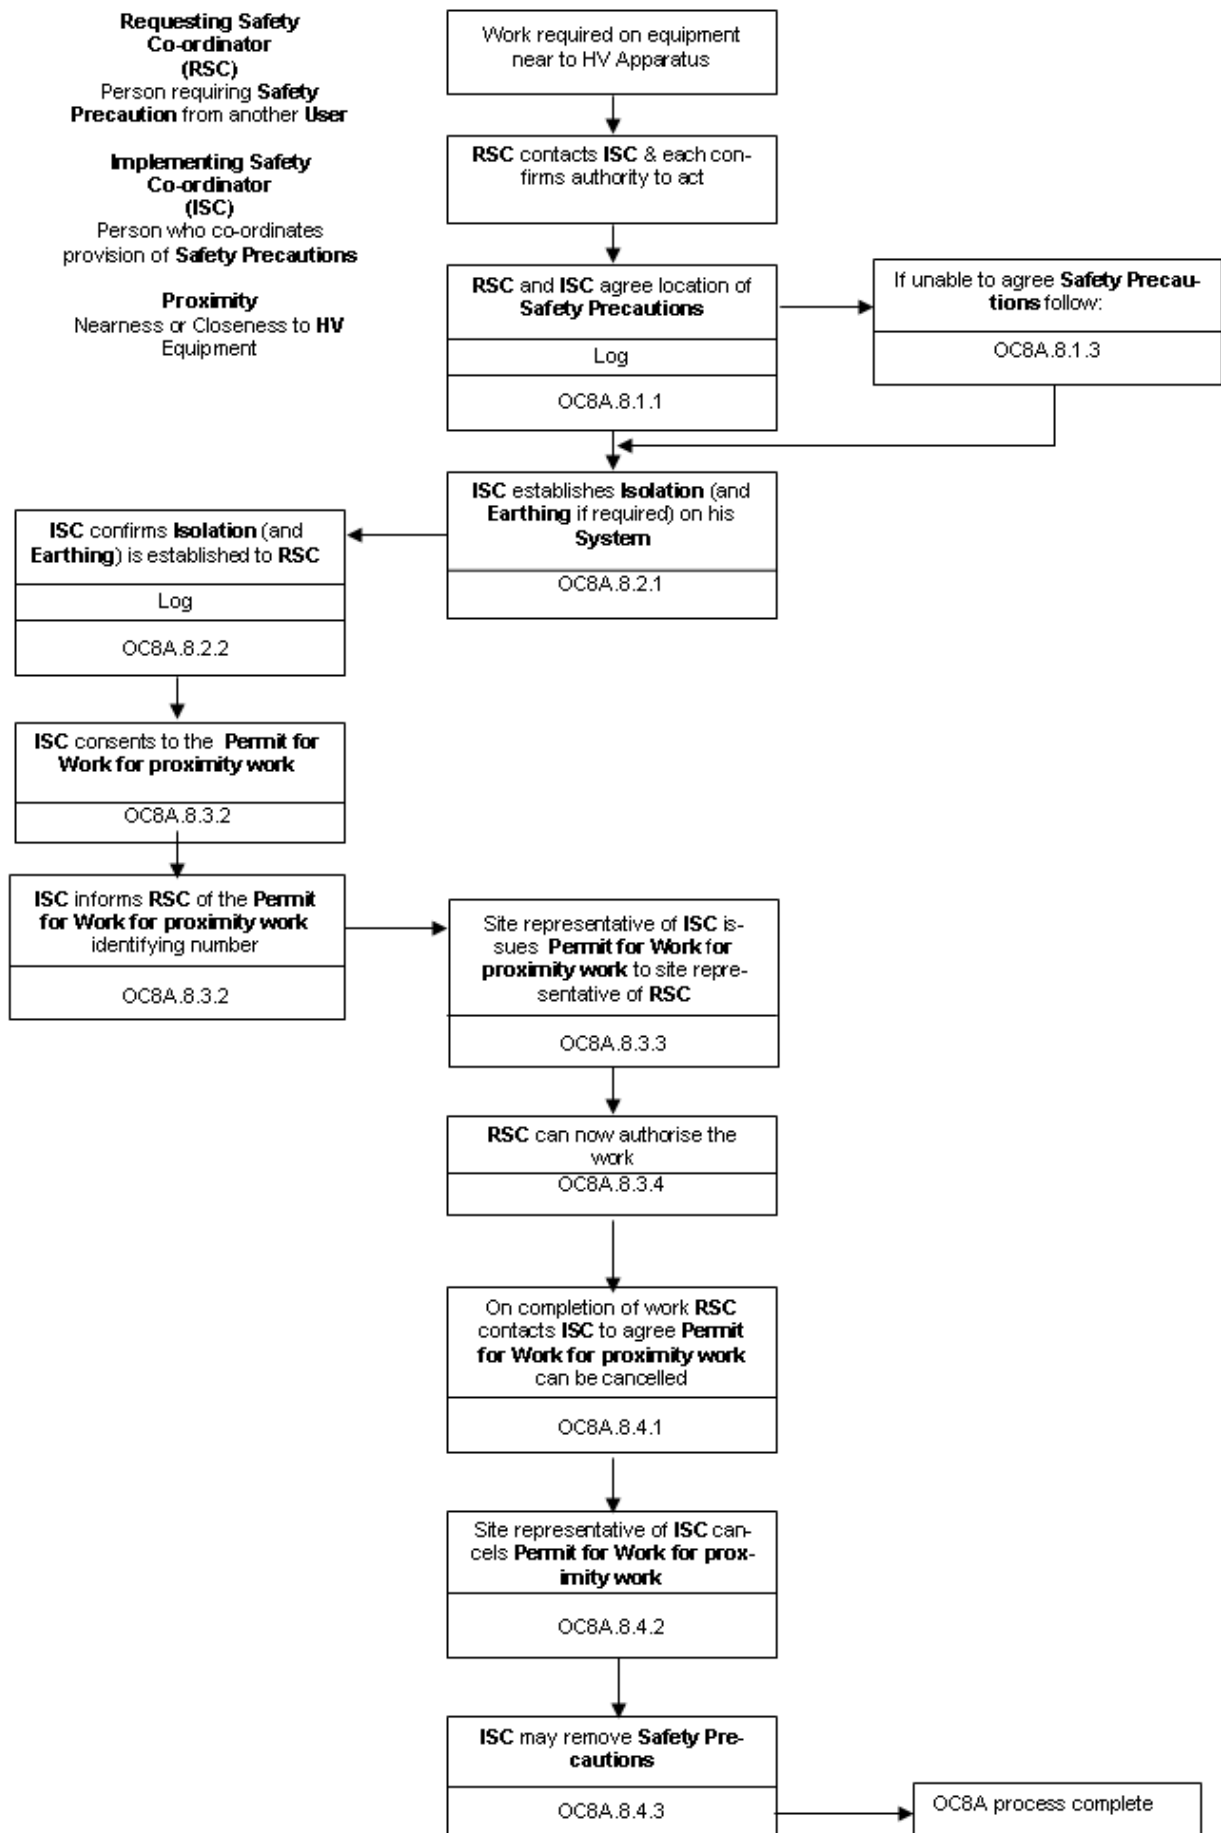 Requesting Safety
Co-ordinator
(RSC)
Person requiring Safety
Precaution from another User
Implementing Safety
Co-ordinator
(ISC)
Person who co-ordinates
provision of Safety Precautions
Proximity
Nearness or Closeness to HV
Equipment
Work required on equipment
near to HV Apparatus
RSC contacts ISC & each con-
firms authority to act
RSC and ISC agree location of
Safety Precautions
Log
OC8A.8.1.1
If unable to agree Safety Precau-
tions follow:
OC8A.8.1.3
ISC establishes Isolation (and
Earthing if required) on his
System
OC8A.8.2.1
ISC confirms Isolation (and
Earthing) is established to RSC
Log
OC8A.8.2.2
ISC consents to the Permit for
Work for proximity work
OC8A.8.3.2
ISC informs RSC of the Permit
for Work for proximity work
identifying number
OC8A.8.3.2
Site representative of ISC is-
sues Permit for Work for
proximity work to site repre-
sentative of RSC
OC8A.8.3.3
RSC can now authorise the
work
OC8A.8.3.4
On completion of work RSC
contacts ISC to agree Permit
for Work for proximity work
can be cancelled
OC8A.8.4.1
Site representative of ISC can-
cels Permit for Work for prox-
imity work
OC8A.8.4.2
ISC may remove Safety Pre-
cautions
OC8A.8.4.3
OC8A process complete